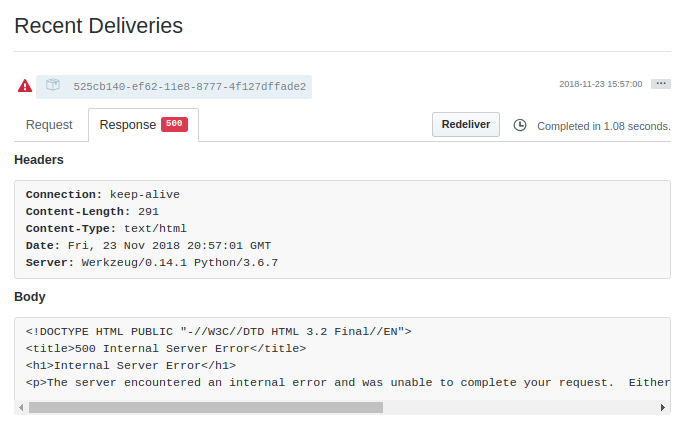 Recent Deliveries
525cb140-ef62-11e8-8777-4f127dffade2
2018-11-23 15:57:00
Request
Response 500
Redeliver
Completed in 1.08 seconds.
Headers
Connection: keep-alive
Content-Length: 291
Content-Type: text/html
Date: Fri, 23 Nov 2018 20:57:01 GMT
Server: Werkzeug/0.14.1 Python/3.6.7
Body
<!DOCTYPE HTML PUBLIC "-//W3C//DTD HTML 3.2 Final//EN">
<title>500 Internal Server Error</title>
<h1>Internal Server Error</h1>
<p>The server encountered an internal error and was unable to complete your request.  Either